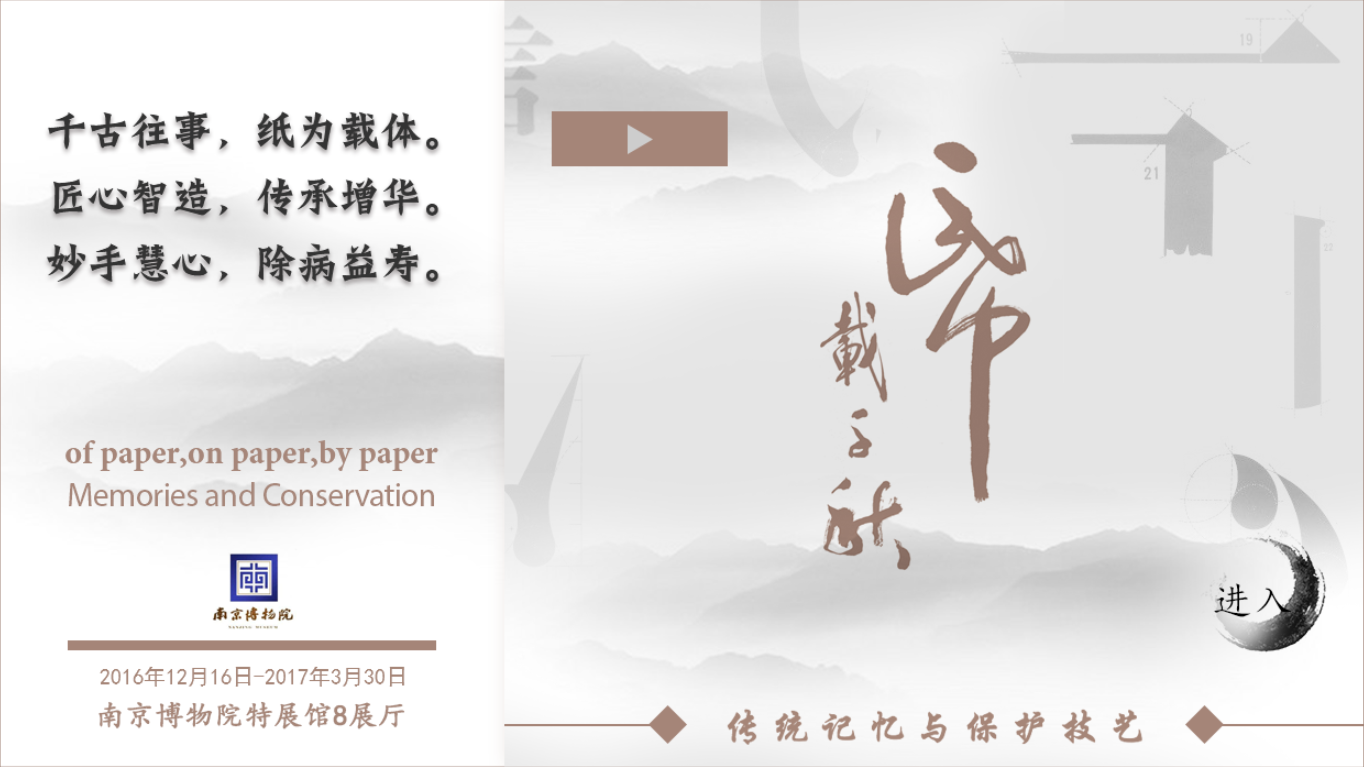 千古往事，纸为载体。
匠心智造，传承增华。
妙手慧心，除病益寿。
of paper,on paper,by paper
Memories and Conservation
南京博物院
NANJING MUSEUM
2016年12月16日-2017年3月30日
南京博物院特展馆8展厅
19
21
帋
載千秋
进入
传统记忆与保护技艺